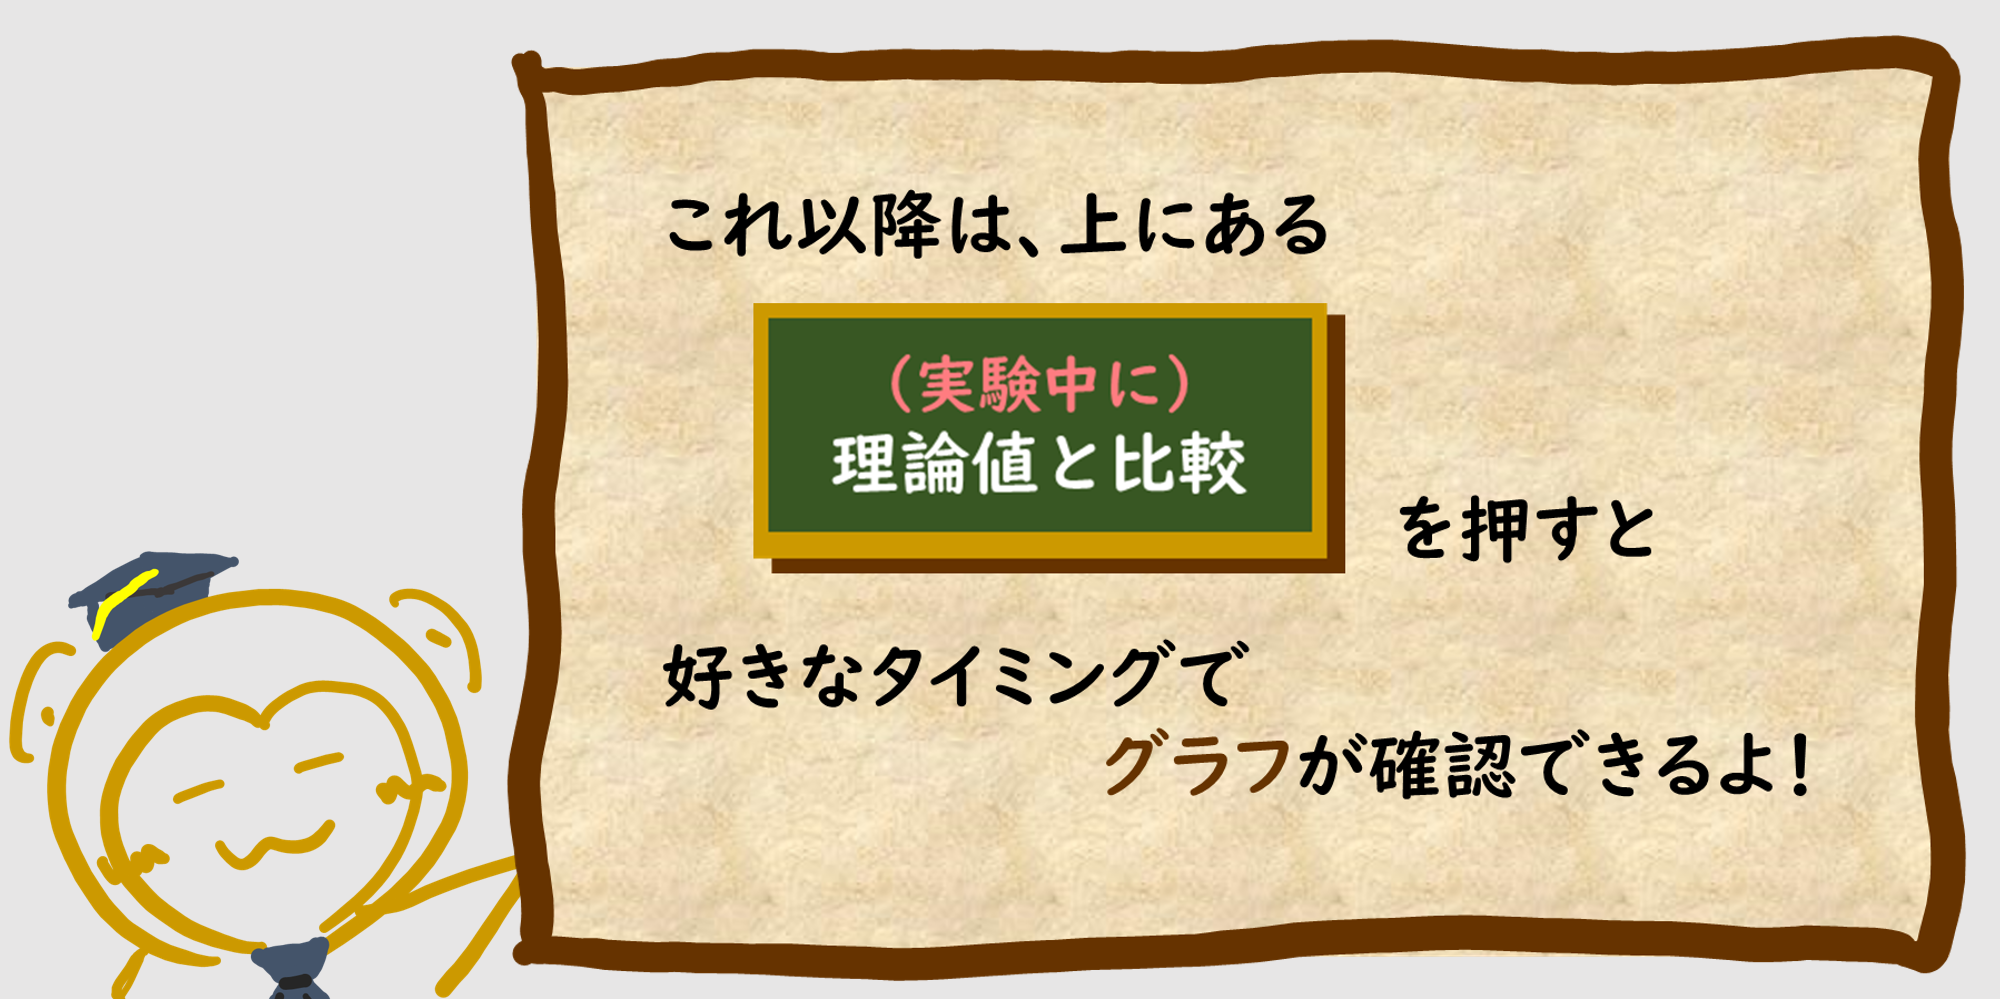 これ以降は、上にある
（実験中に）
理論値と比較
を押すと
好きなタイミングで
グラフが確認できるよ！